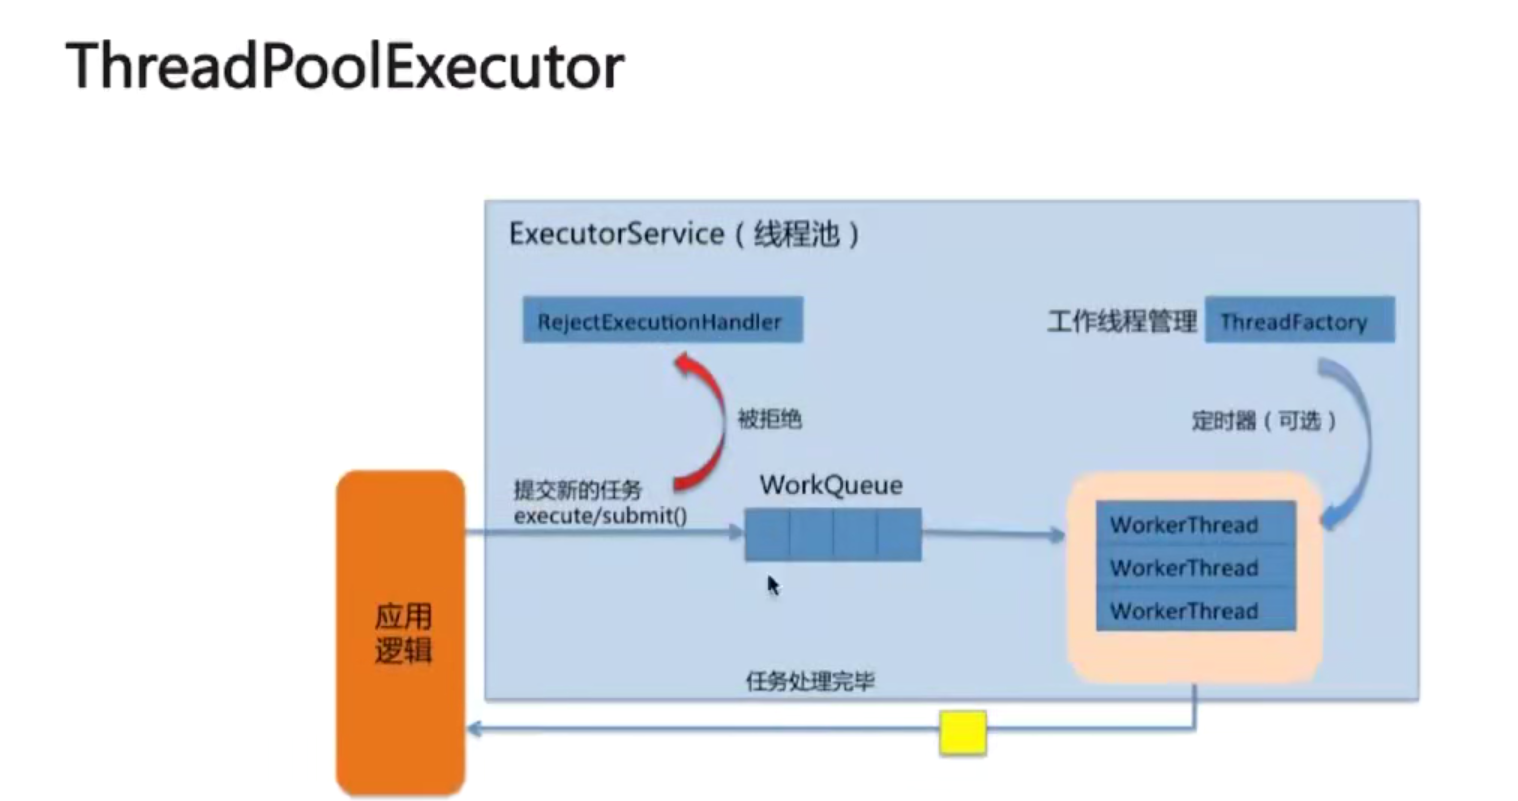 ThreadPoolExecutor
ExecutorService（线程池）
RejectExecutionHandler
工作线程管理 ThreadFactory
被拒绝
定时器（可选）
提交新的任务
execute/submit()
WorkQueue
WorkerThread
WorkerThread
WorkerThread
应用
逻辑
任务处理完毕